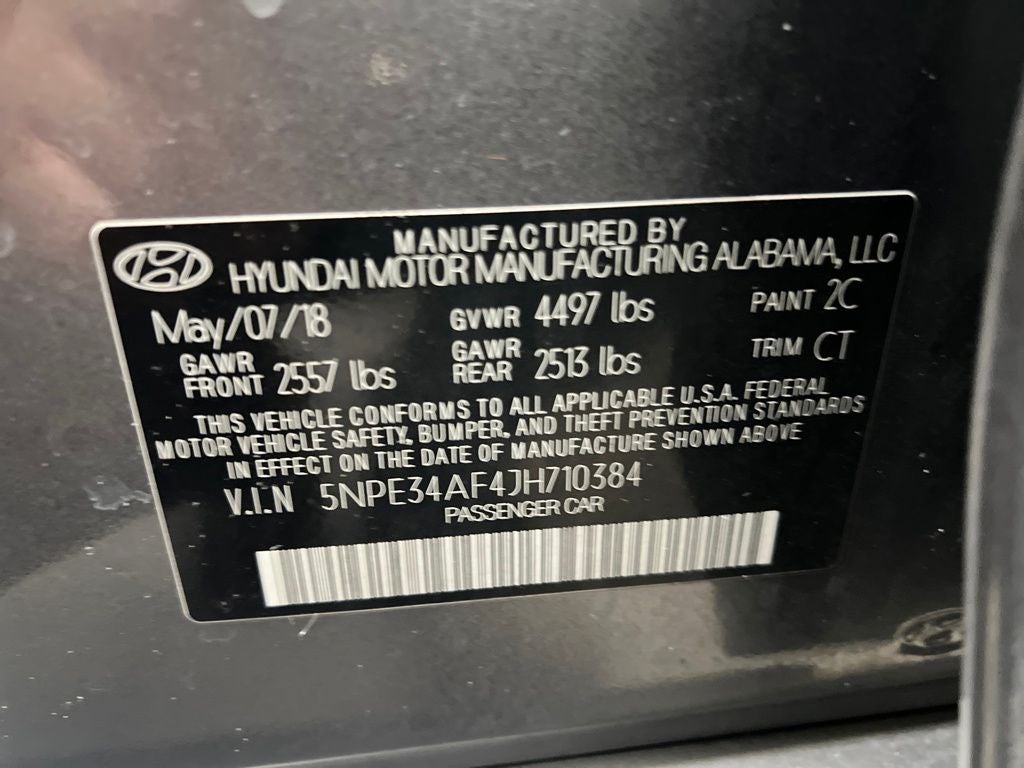 MANUFACTURED BY
HYUNDAI MOTOR MANUFACTURING ALABAMA, LLC
May/07/18 GVWR 4497 lbs PAINT 2C
GAWR FRONT 2557 lbs GAWR REAR 2513 lbs TRIM CT
THIS VEHICLE CONFORMS TO ALL APPLICABLE U.S.A. FEDERAL
MOTOR VEHICLE SAFETY, BUMPER, AND THEFT PREVENTION STANDARDS
IN EFFECT ON THE DATE OF MANUFACTURE SHOWN ABOVE
V.I.N 5NPE34AF4JH710384
PASSENGER CAR